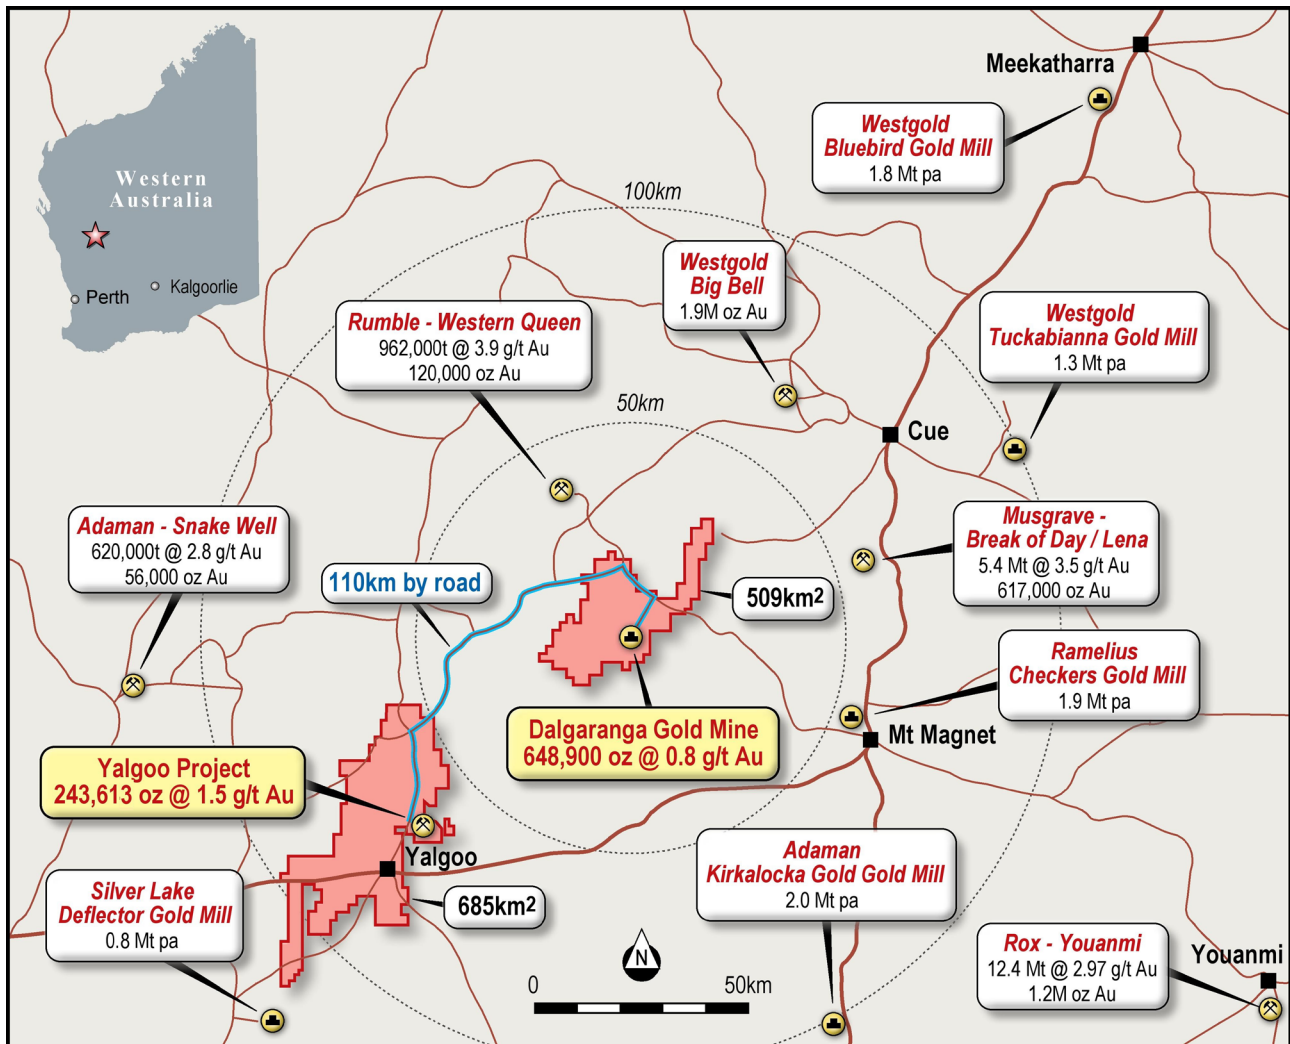 Meekatharra
Westgold
Bluebird Gold Mill
1.8 Mt pa
Western
Australia
Perth
Kalgoorlie
100km
Westgold
Big Bell
1.9M oz Au
Westgold
Tuckabianna Gold Mill
1.3 Mt pa
Rumble - Western Queen
962,000t @ 3.9 g/t Au
120,000 oz Au
50km
Cue
Adaman - Snake Well
620,000t @ 2.8 g/t Au
56,000 oz Au
110km by road
509km2
Musgrave -
Break of Day / Lena
5.4 Mt @ 3.5 g/t Au
617,000 oz Au
Ramelius
Checkers Gold Mill
1.9 Mt pa
Dalgaranga Gold Mine
648,900 oz @ 0.8 g/t Au
Mt Magnet
Yalgoo Project
243,613 oz @ 1.5 g/t Au
Yalgoo
685km2
Silver Lake
Deflector Gold Mill
0.8 Mt pa
Adaman
Kirkalocka Gold Gold Mill
2.0 Mt pa
N
0
50km
Rox - Youanmi
12.4 Mt @ 2.97 g/t Au
1.2M oz Au
Youanmi